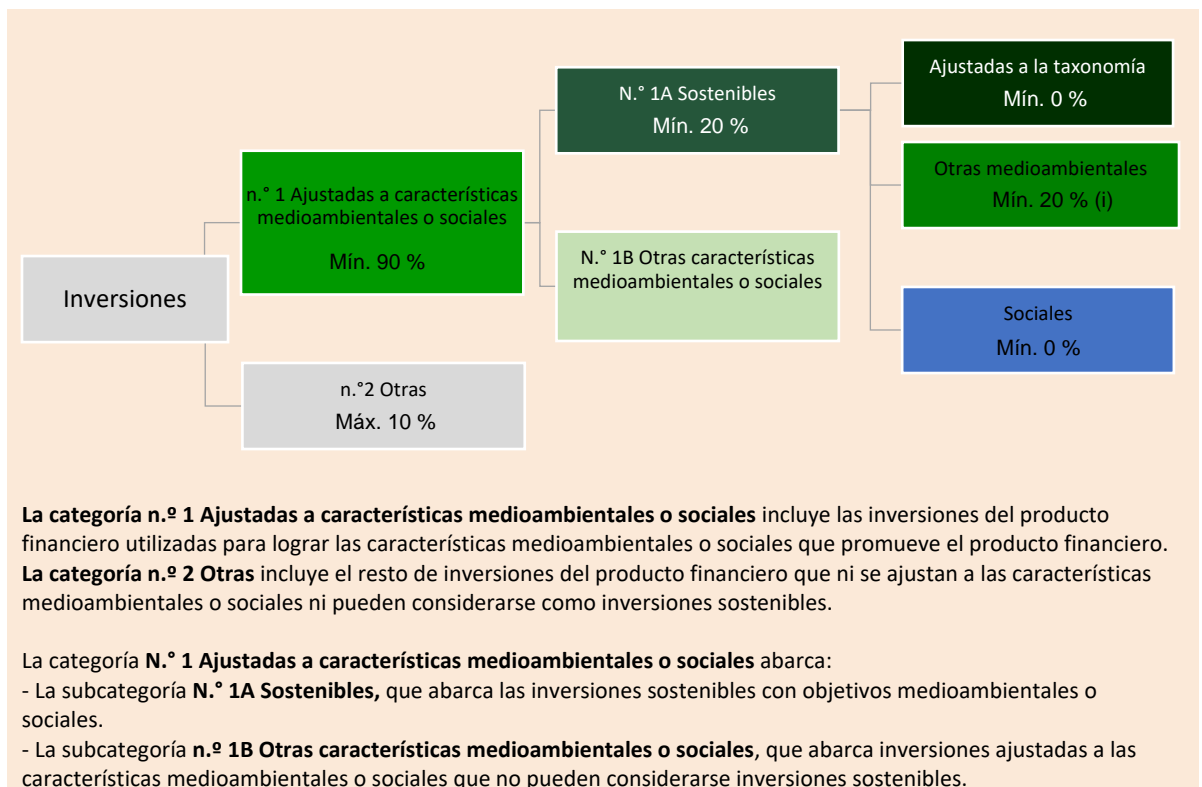 Inversiones
n.° 1 Ajustadas a características
medioambientales o sociales
Mín. 90 %
n.°2 Otras
Máx. 10 %
N.° 1A Sostenibles
Mín. 20 %
N.° 1B Otras características
medioambientales o sociales
Ajustadas a la taxonomía
Mín. 0 %
Otras medioambientales
Mín. 20 % (i)
Sociales
Mín. 0 %
La categoría n.º 1 Ajustadas a características medioambientales o sociales incluye las inversiones del producto
financiero utilizadas para lograr las características medioambientales o sociales que promueve el producto financiero.
La categoría n.º 2 Otras incluye el resto de inversiones del producto financiero que ni se ajustan a las características
medioambientales o sociales ni pueden considerarse como inversiones sostenibles.
La categoría N.° 1 Ajustadas a características medioambientales o sociales abarca:
- La subcategoría N.° 1A Sostenibles, que abarca las inversiones sostenibles con objetivos medioambientales o
sociales.
- La subcategoría n.º 1B Otras características medioambientales o sociales, que abarca inversiones ajustadas a las
características medioambientales o sociales que no pueden considerarse inversiones sostenibles.